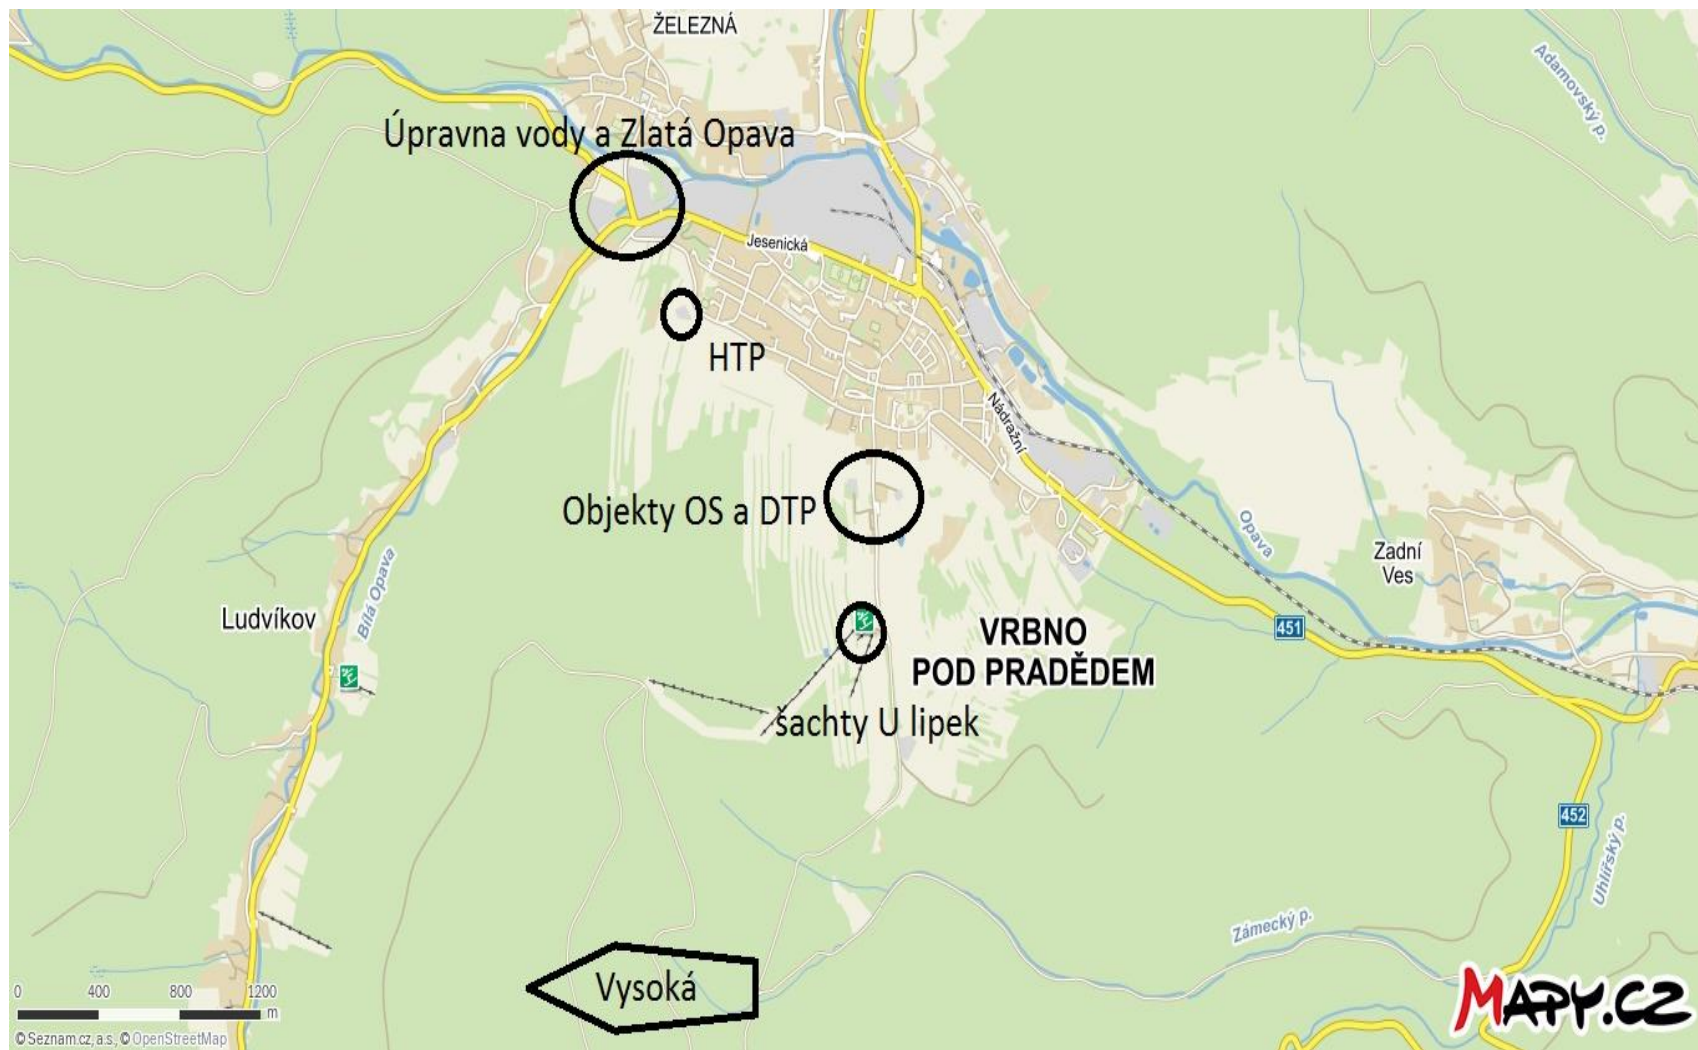 ŽELEZNÁ
Adamovský p.
Úpravna vody a Zlatá Opava
Jesenická
HTP
Nádražní
Objekty OS a DTP
Opava
Zadní
Ves
Bílá Opava
Ludvíkov
451
VRBNO
POD PRADĚDEM
šachty U lipek
452
Uhlířský p.
Zámecký p.
Vysoká
0 400 800 1200
m
MAPY.CZ
© Seznam.cz, a.s., © OpenStreetMap